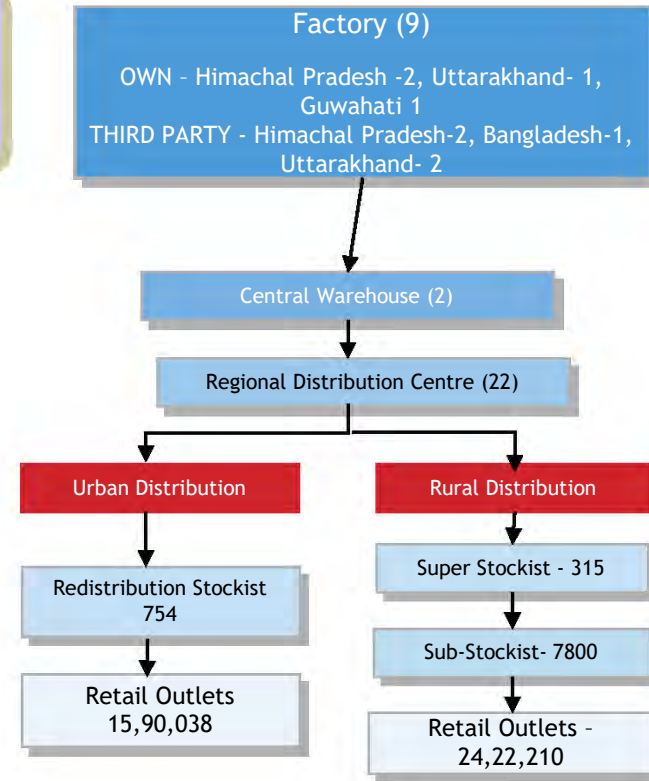 Factory (9)
OWN – Himachal Pradesh -2, Uttarakhand- 1,
Guwahati 1
THIRD PARTY - Himachal Pradesh-2, Bangladesh-1,
Uttarakhand- 2
Central Warehouse (2)
Regional Distribution Centre (22)
Urban Distribution
Rural Distribution
Redistribution Stockist
754
Super Stockist - 315
Sub-Stockist- 7800
Retail Outlets
15,90,038
Retail Outlets –
24,22,210